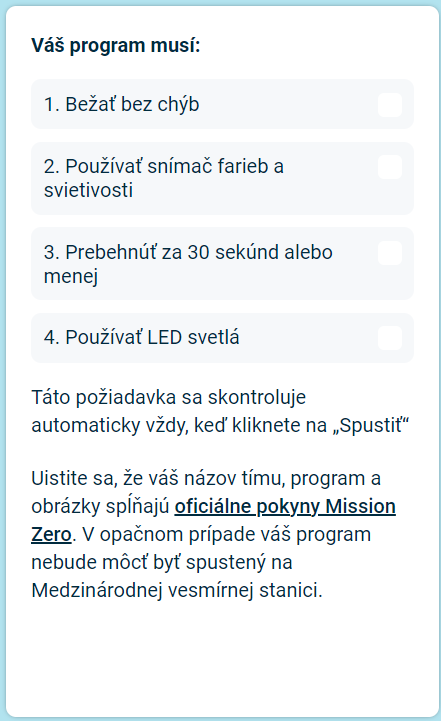 Váš program musí:
1. Bežať bez chýb
2. Používať snímač farieb a
svietivosti
3. Prebehnúť za 30 sekúnd alebo
menej
4. Používať LED svetlá
Táto požiadavka sa skontroluje
automaticky vždy, keď kliknete na „Spustiť“
Uistite sa, že váš názov tímu, program a
obrázky spĺňajú oficiálne pokyny Mission
Zero. V opačnom prípade váš program
nebude môcť byť spustený na
Medzinárodnej vesmírnej stanici.